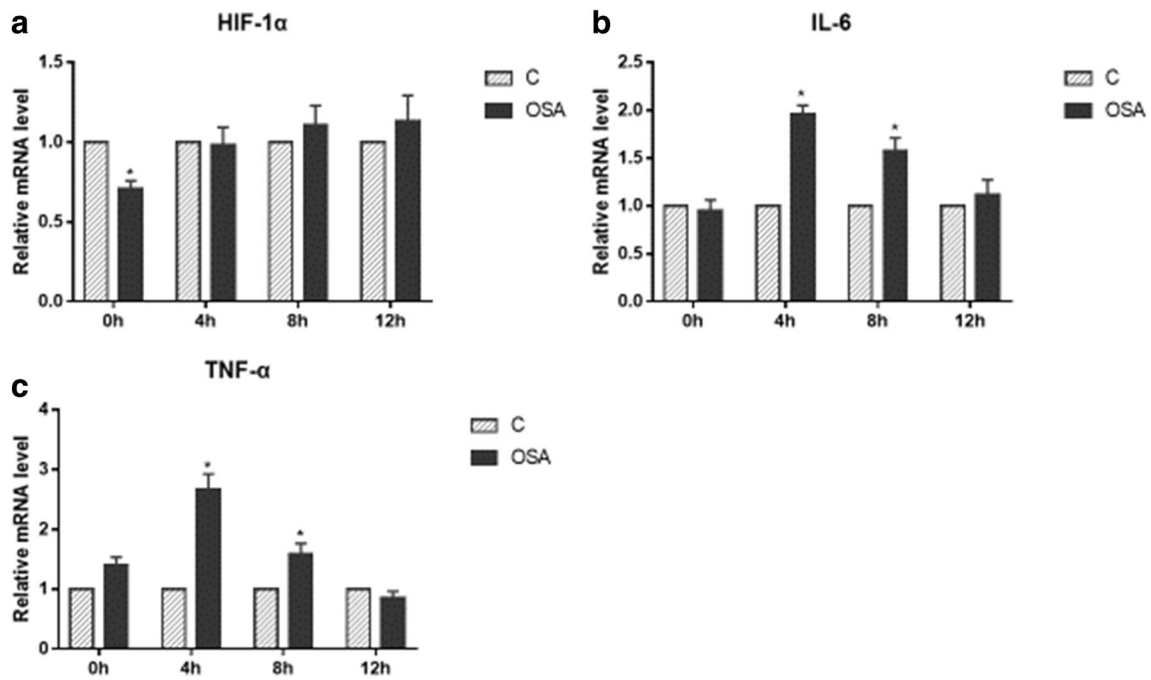 a
HIF-1α
Relative mRNA level
1.5
1.0
0.5
0.0
*
0h
4h
8h
12h
C
OSA
b
IL-6
Relative mRNA level
2.5
2.0
1.5
1.0
0.5
0.0
*
*
0h
4h
8h
12h
C
OSA
c
TNF-α
Relative mRNA level
4
3
2
1
0
*
*
0h
4h
8h
12h
C
OSA